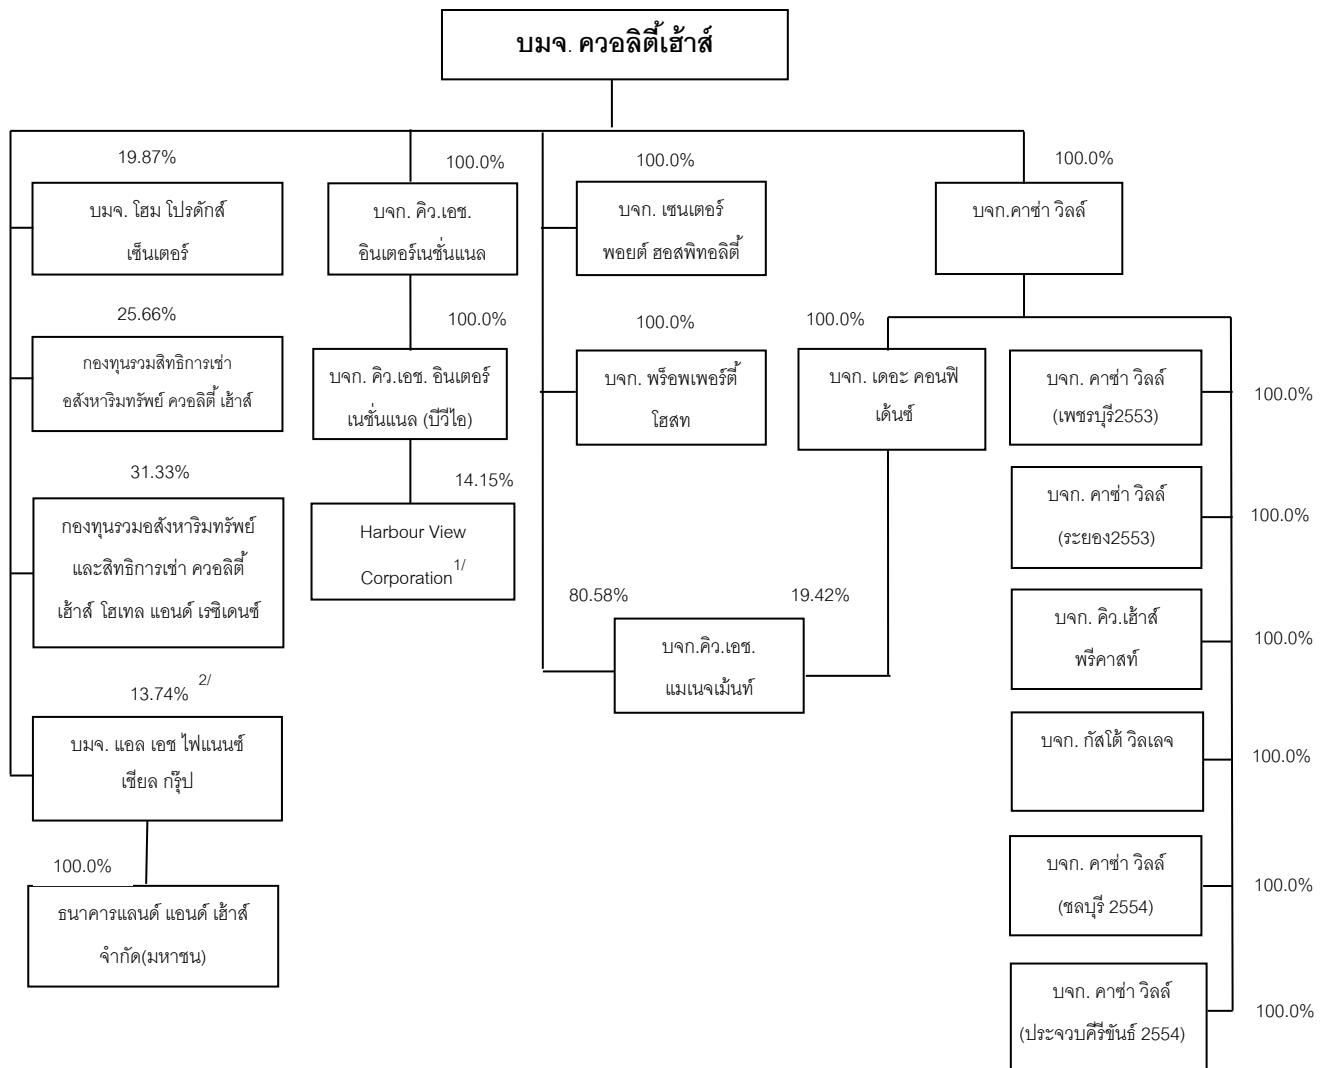 บมจ. ควอลิตี้เฮ้าส์
19.87%
บมจ. โฮม โปรดักส์
เซ็นเตอร์
25.66%
กองทุนรวมสิทธิการเช่า
อสังหาริมทรัพย์ ควอลิตี้ เฮ้าส์
31.33%
กองทุนรวมอสังหาริมทรัพย์
และสิทธิการเช่า ควอลิตี้
เฮ้าส์ โฮเทล แอนด์ เรซิเดนซ์
13.74% 2/
บมจ. แอล เอช ไฟแนนซ์
เชียล กรุ๊ป
100.0%
ธนาคารแลนด์ แอนด์ เฮ้าส์
จำกัด(มหาชน)
100.0%
บจก. คิว.เอช.
อินเตอร์เนชั่นแนล
100.0%
บจก. คิว.เอช. อินเตอร์
เนชั่นแนล (บีวีไอ)
14.15%
Harbour View
Corporation 1/
100.0%
บจก. เซนเตอร์
พอยต์ ฮอสพิทอลิตี้
100.0%
บจก. พร็อพเพอร์ตี้
โฮสท
80.58%
19.42%
บจก.คิว.เอช.
แมเนจเม้นท์
100.0%
บจก.คาซ่า วิลล์
100.0%
บจก. เดอะ คอนฟิ
เด้นซ์
บจก. คาซ่า วิลล์
(เพชรบุรี2553)
100.0%
บจก. คาซ่า วิลล์
(ระยอง2553)
100.0%
บจก. คิว.เฮ้าส์
พรีคาสท์
100.0%
บจก. กัสโต้ วิลเลจ
100.0%
บจก. คาซ่า วิลล์
(ชลบุรี 2554)
100.0%
บจก. คาซ่า วิลล์
(ประจวบคีรีขันธ์ 2554)
100.0%